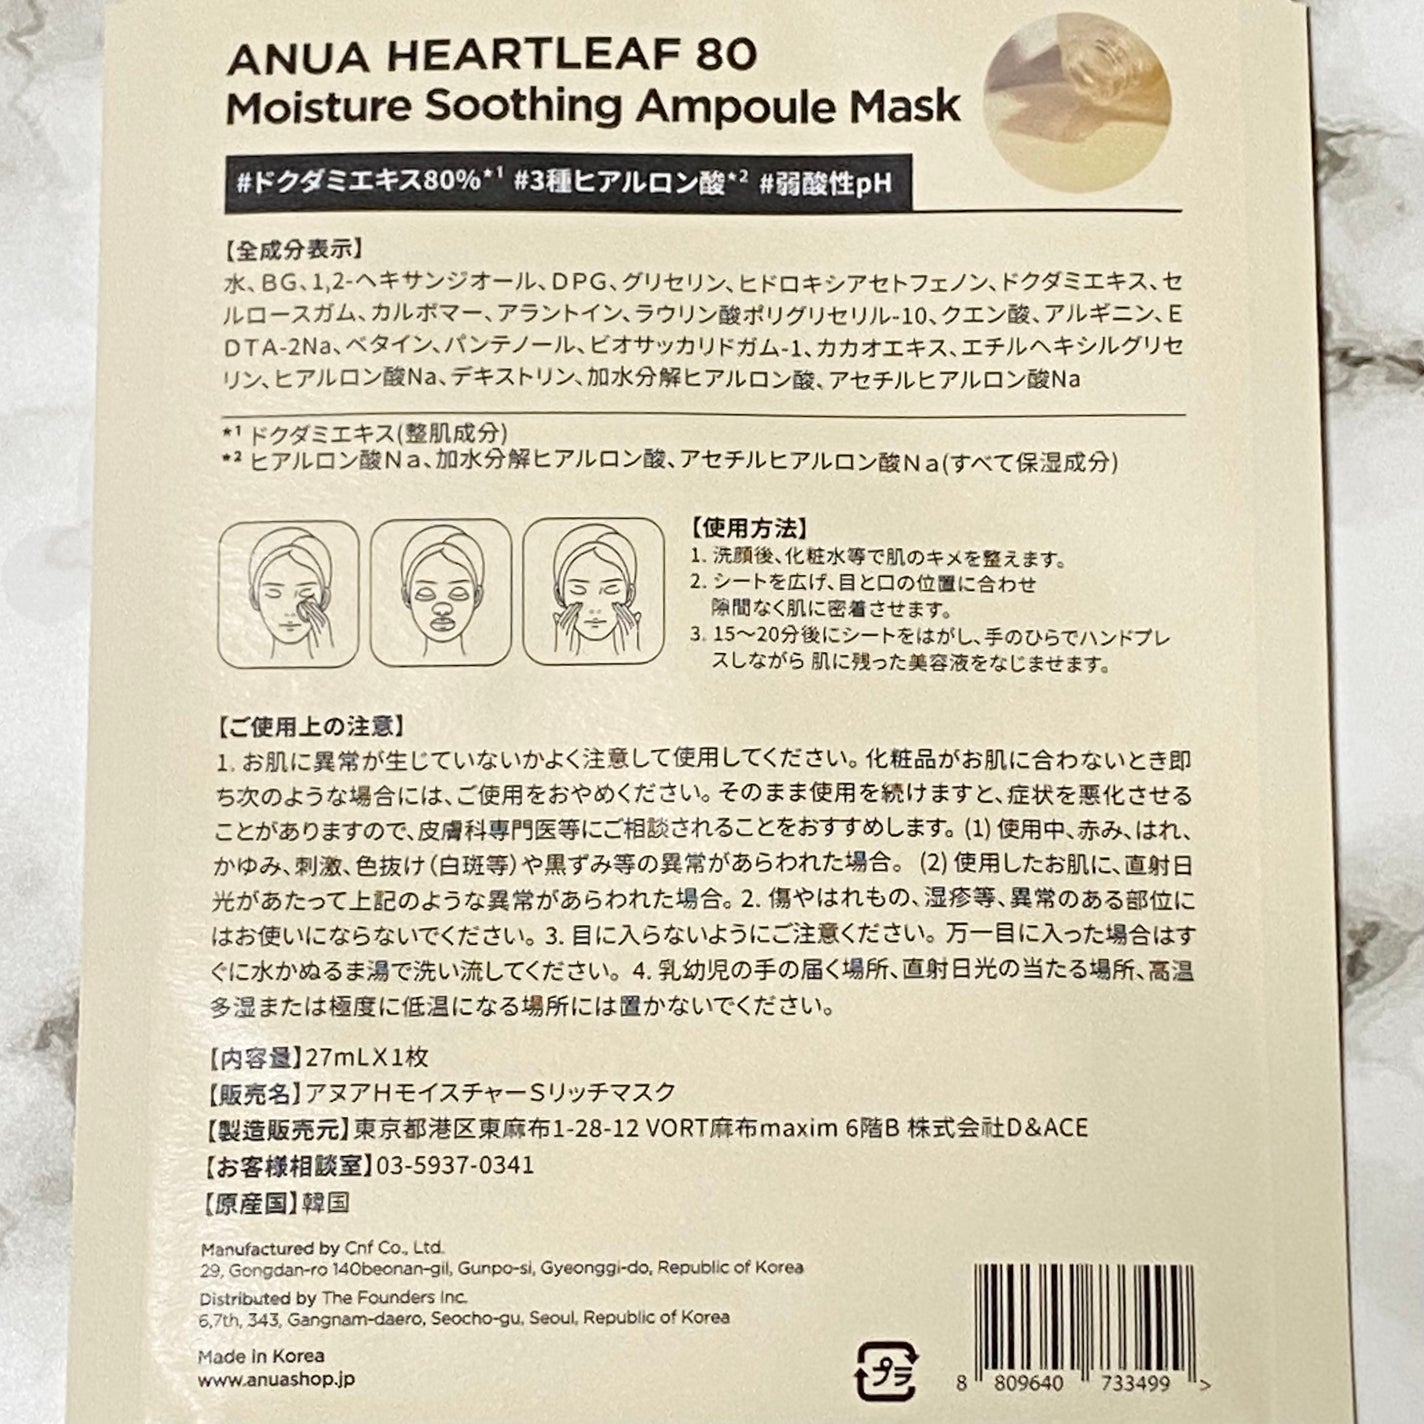 ANUA HEARTLEAF 80
Moisture Soothing Ampoule Mask
#ドクダミエキス80%*1 #3種ヒアルロン酸*2 #弱酸性pH
【全成分表示】
水、BG、1,2-ヘキサンジオール、DPG、グリセリン、ヒドロキシアセトフェノン、ドクダミエキス、セ
ルロースガム、カルボマー、アラントイン、ラウリン酸ポリグリセリル-10、クエン酸、アルギニン、E
DTA-2Na、ベタイン、パンテノール、ビオサッカリドガム-1、カカオエキス、エチルヘキシルグリセ
リン、ヒアルロン酸Na、デキストリン、加水分解ヒアルロン酸、アセチルヒアルロン酸Na
*1 ドクダミエキス(整肌成分)
*2 ヒアルロン酸Na、加水分解ヒアルロン酸、アセチルヒアルロン酸Na(すべて保湿成分)
【使用方法】
1. 洗顔後、化粧水等で肌のキメを整えます。
2. シートを広げ、目と口の位置に合わせ
隙間なく肌に密着させます。
3. 15〜20分後にシートをはがし、手のひらでハンドプレ
スしながら 肌に残った美容液をなじませます。
【ご使用上の注意】
1. お肌に異常が生じていないかよく注意して使用してください。化粧品がお肌に合わないとき即
ち次のような場合には、ご使用をおやめください。そのまま使用を続けますと、症状を悪化させる
ことがありますので、皮膚科専門医等にご相談されることをおすすめします。(1) 使用中、赤み、はれ、
かゆみ、刺激、色抜け(白斑等)や黒ずみ等の異常があらわれた場合。 (2) 使用したお肌に、直射日
光があたって上記のような異常があらわれた場合。2. 傷やはれもの、湿疹等、異常のある部位に
はお使いにならないでください。3. 目に入らないようにご注意ください。万一目に入った場合はす
ぐに水かぬるま湯で洗い流してください。4. 乳幼児の手の届く場所、直射日光の当たる場所、高温
多湿または極度に低温になる場所には置かないでください。
【内容量】27mLX1枚
【販売名】アヌアHモイスチャーSリッチマスク
【製造販売元】東京都港区東麻布1-28-12 VORT麻布maxim 6階B 株式会社D&ACE
【お客様相談室】03-5937-0341
【原産国】韓国
Manufactured by Cnf Co., Ltd.
29, Gongdan-ro 140beonan-gil, Gunpo-si, Gyeonggi-do, Republic of Korea
Distributed by The Founders Inc.
6,7th, 343, Gangnam-daero, Seocho-gu, Seoul, Republic of Korea
Made in Korea
www.anuashop.jp
プラ
8 809640 733499 >